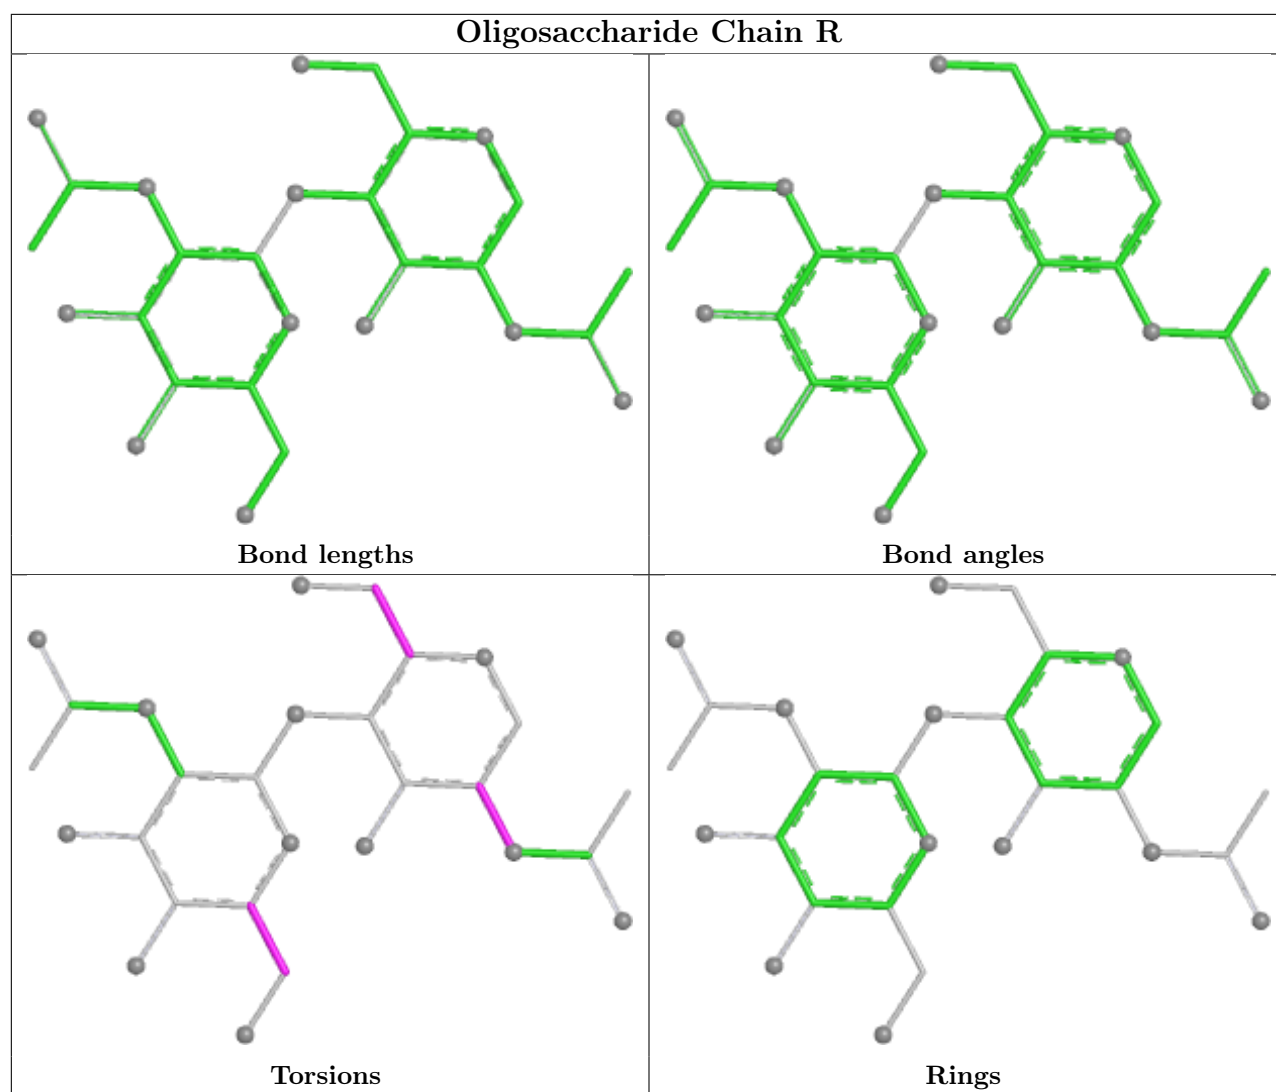 Oligosaccharide Chain R
Bond lengths
Bond angles
Torsions
Rings